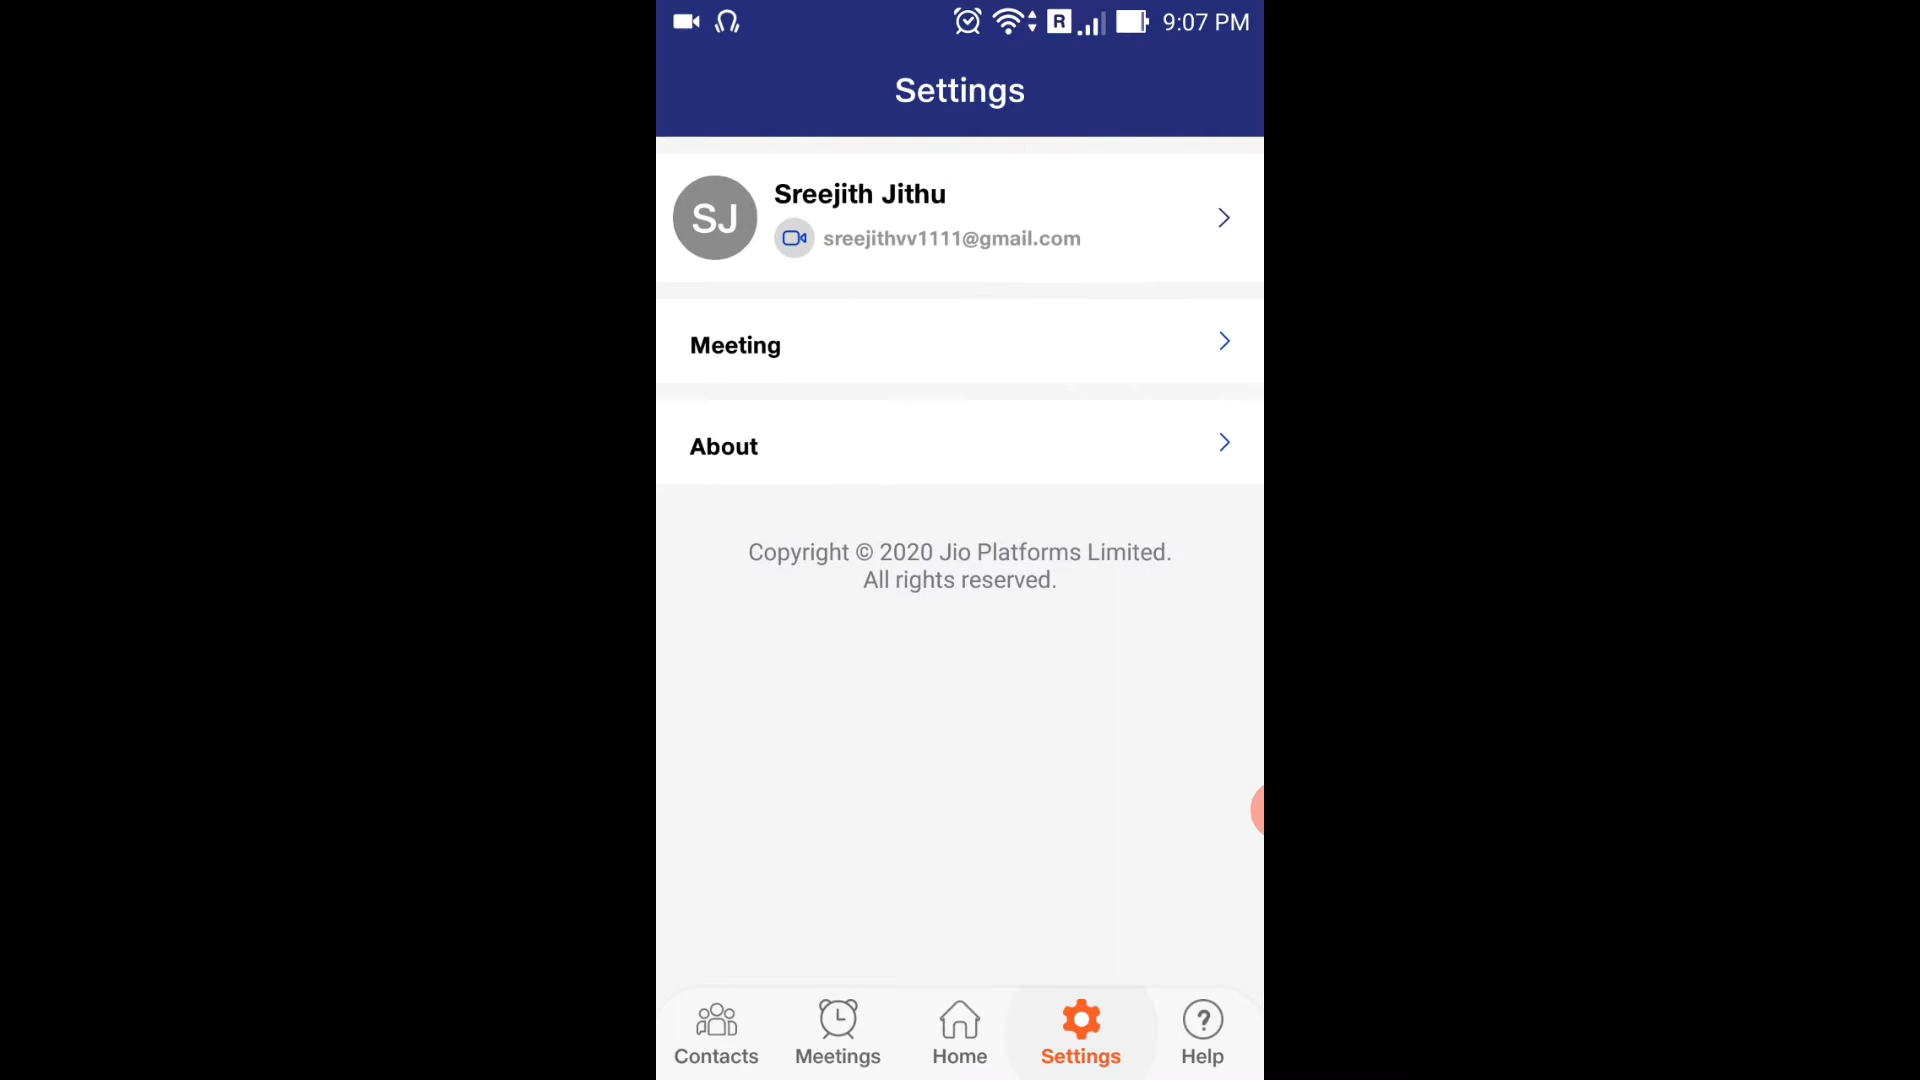 R 9:07 PM
Settings
SJ
Sreejith Jithu
sreejithvv1111@gmail.com
Meeting
About
Copyright © 2020 Jio Platforms Limited.
All rights reserved.
Contacts Meetings Home Settings Help